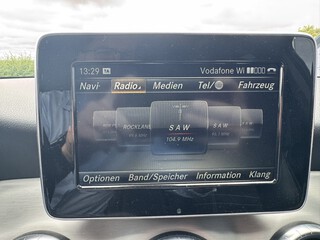 13:29 Vodafone Wi
Navi Radio Medien Tel/ Fahrzeug
ROCKLAND SAW SAW
104.9 MHz
Optionen Band/Speicher Information Klang